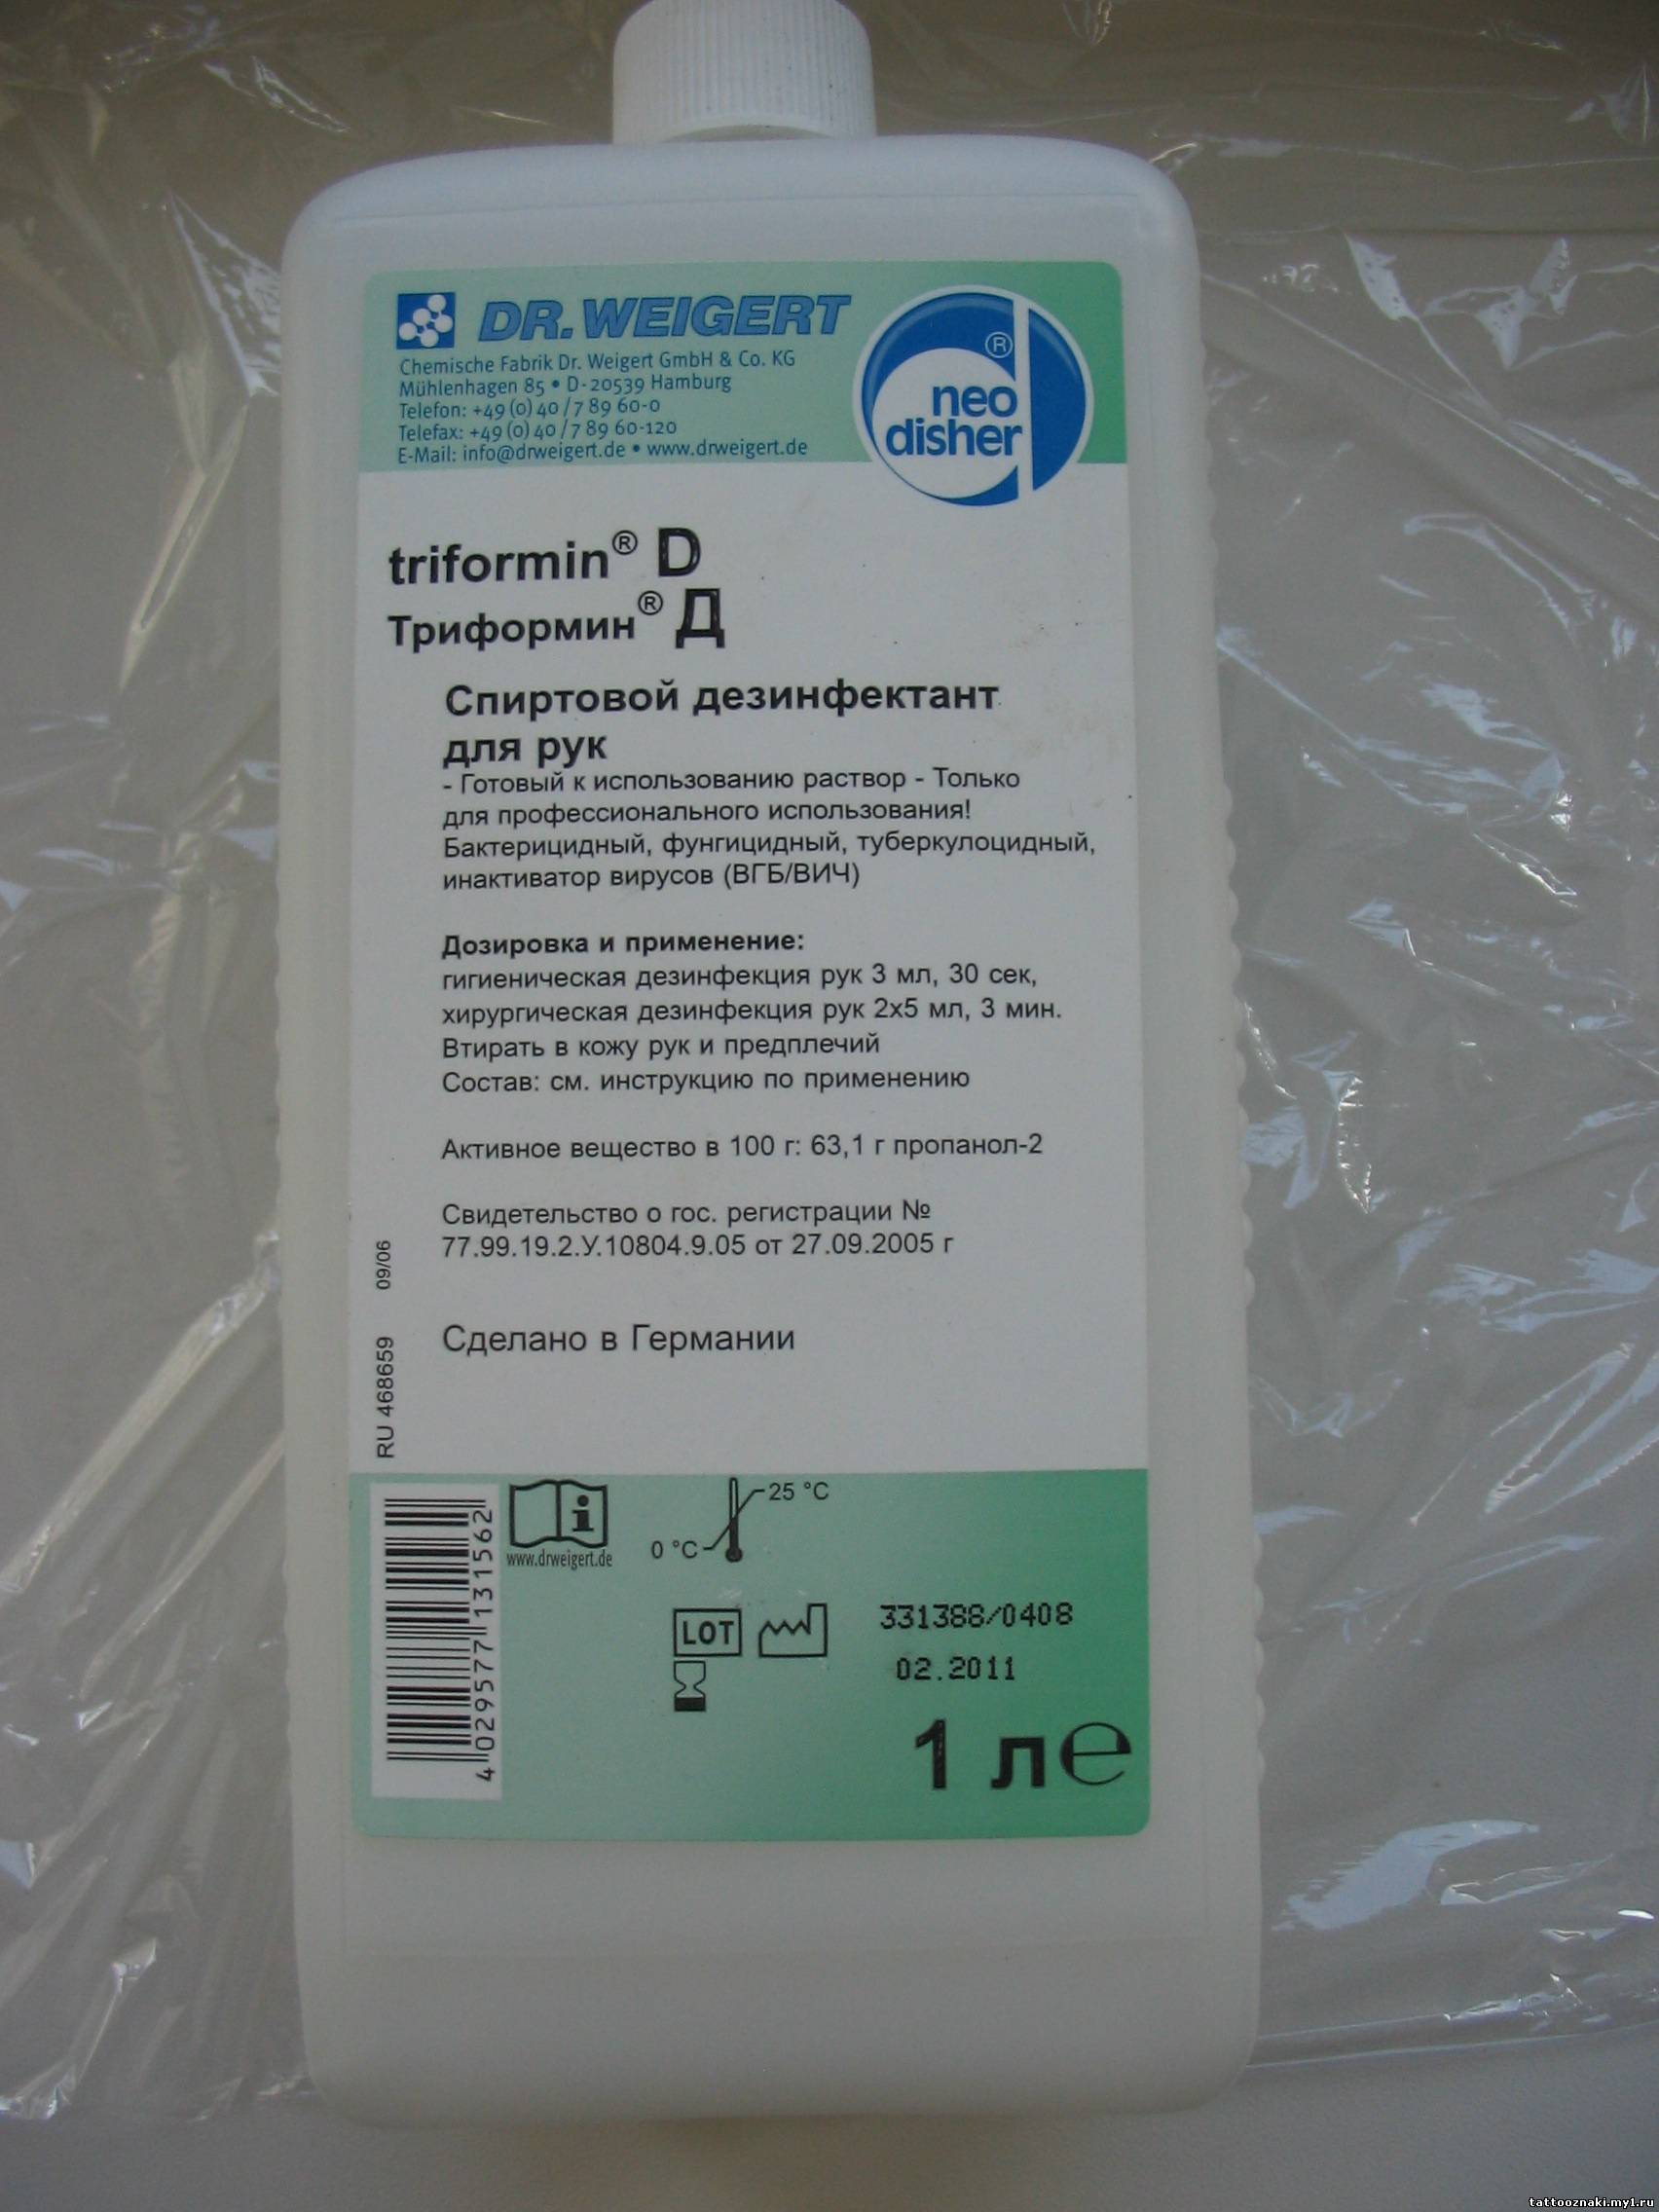 DR. WEIGERT
Chemische Fabrik Dr. Weigert GmbH & Co. KG
Mühlenhagen 85 • D-20539 Hamburg
Telefon: +49 (0) 40 / 7 89 60-0
Telefax: +49 (0) 40 / 7 89 60-120
E-Mail: info@drweigert.de • www.drweigert.de
®
neo
disher
triformin® D
Триформин® Д
Спиртовой дезинфектант
для рук
- Готовый к использованию раствор - Только
для профессионального использования!
Бактерицидный, фунгицидный, туберкулоцидный,
инактиватор вирусов (ВГБ/ВИЧ)
Дозировка и применение:
гигиеническая дезинфекция рук 3 мл, 30 сек,
хирургическая дезинфекция рук 2x5 мл, 3 мин.
Втирать в кожу рук и предплечий
Состав: см. инструкцию по применению
Активное вещество в 100 г: 63,1 г пропанол-2
Свидетельство о гос. регистрации №
77.99.19.2.У.10804.9.05 от 27.09.2005 г
Сделано в Германии
RU 468659 09/06
4 029577 131562
i
www.drweigert.de
25 °C
0 °C
LOT
331388/0408
02.2011
1 л℮
tattooznaki.my1.ru